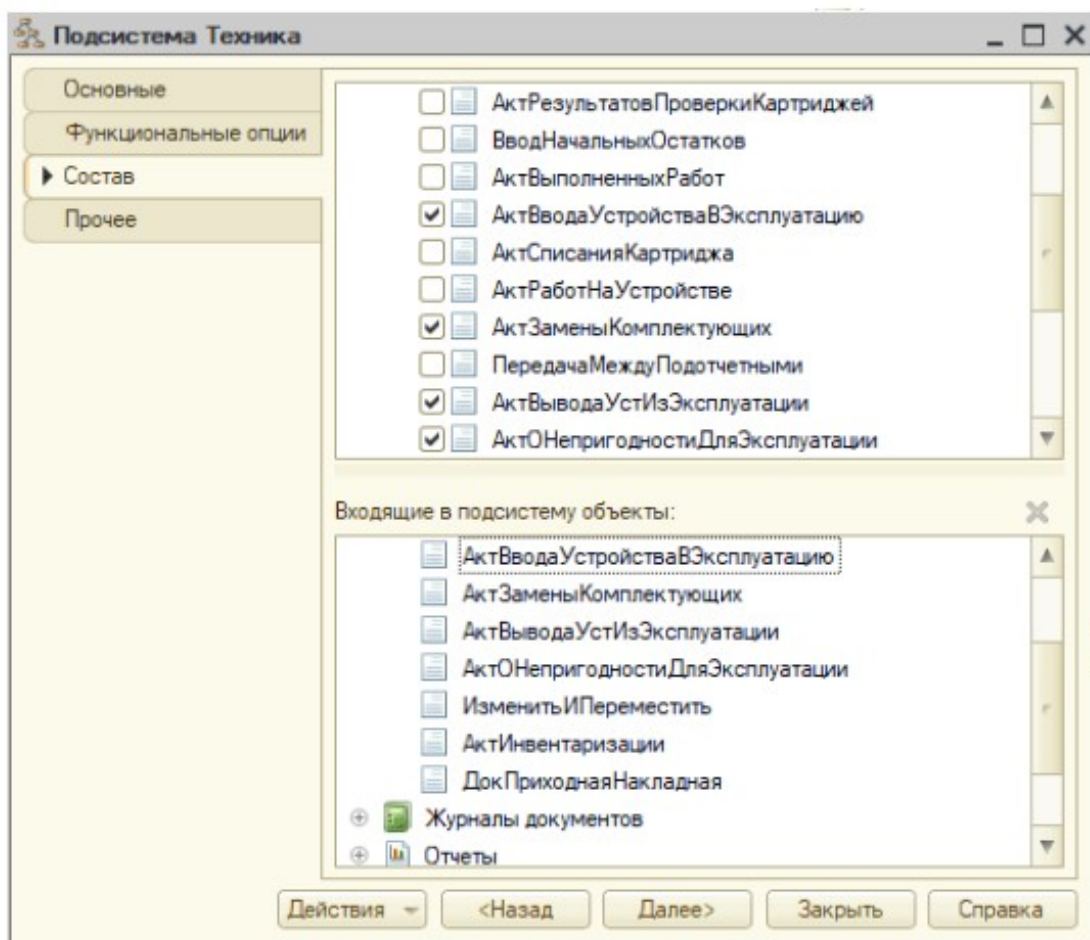 Подсистема Техника
Основные
Функциональные опции
Состав
Прочее
АктРезультатовПроверкиКартриджей
ВводНачальныхОстатков
АктВыполненныхРабот
АктВводаУстройстваВЭксплуатацию
АктСписанияКартриджа
АктРаботНаУстройстве
АктЗаменыКомплектующих
ПередачаМеждуПодотчетными
АктВыводаУстИзЭксплуатации
АктОНепригодностиДляЭксплуатации
Входящие в подсистему объекты:
АктВводаУстройстваВЭксплуатацию
АктЗаменыКомплектующих
АктВыводаУстИзЭксплуатации
АктОНепригодностиДляЭксплуатации
ИзменитьИПереместить
АктИнвентаризации
ДокПриходнаяНакладная
Журналы документов
Отчеты
Действия <Назад Далее> Закрыть Справка